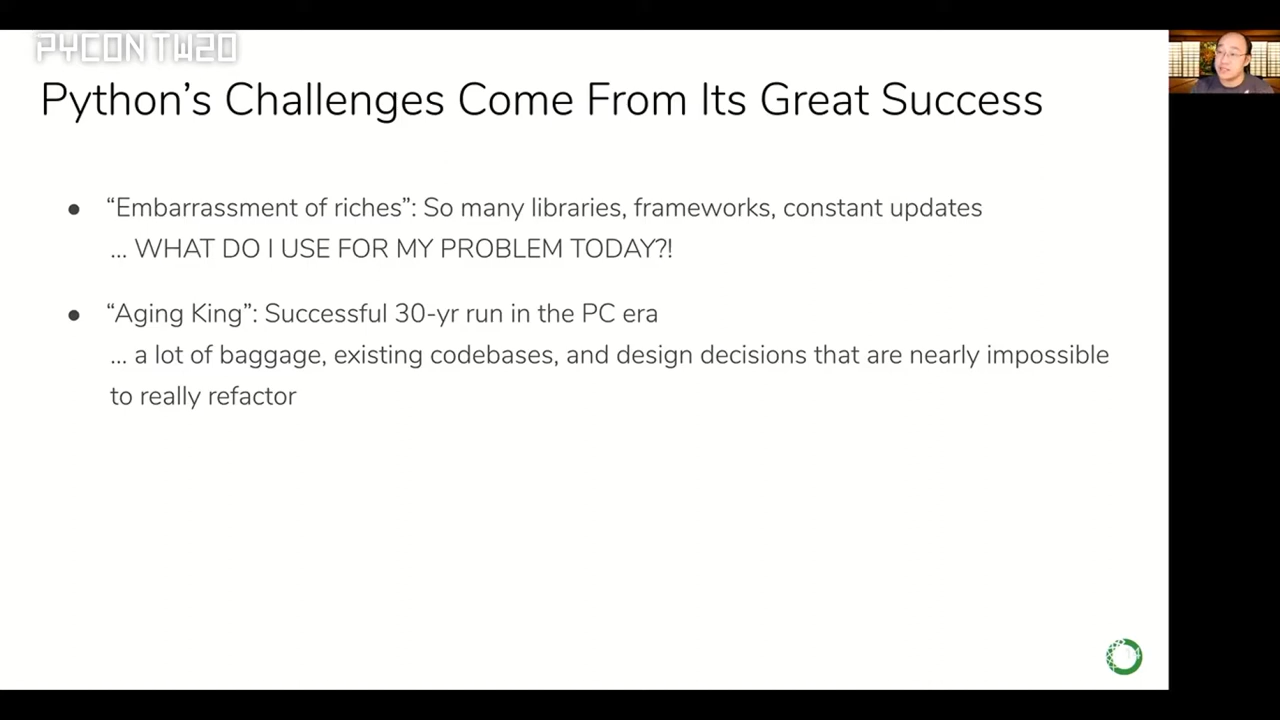 PYCON TW20
Python’s Challenges Come From Its Great Success
● “Embarrassment of riches”: So many libraries, frameworks, constant updates
... WHAT DO I USE FOR MY PROBLEM TODAY?!
● “Aging King”: Successful 30-yr run in the PC era
... a lot of baggage, existing codebases, and design decisions that are nearly impossible
to really refactor